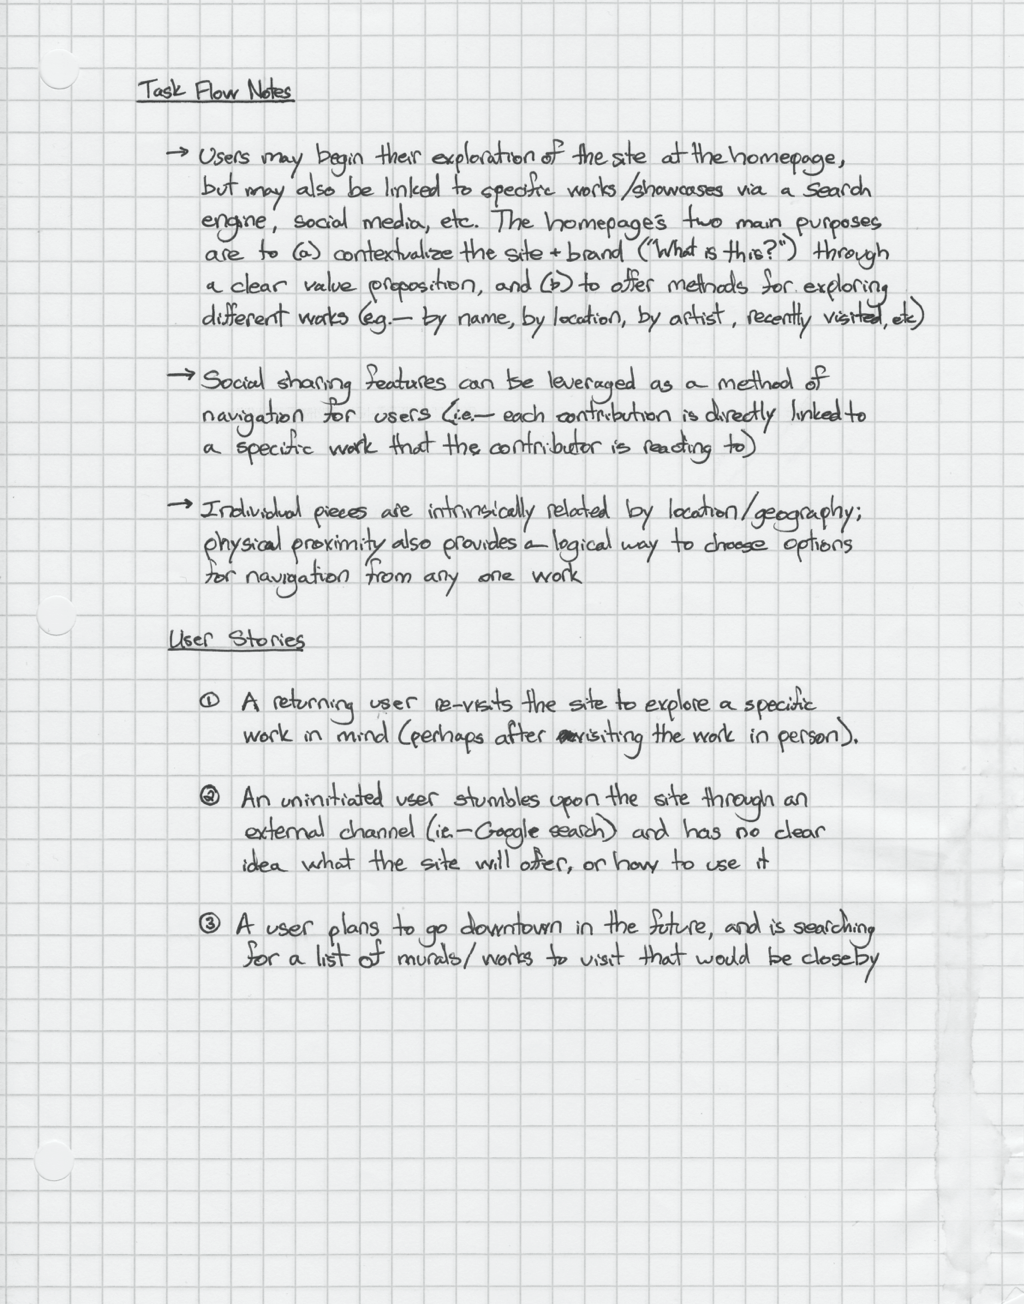 Task Flow Notes
→ Users may begin their exploration of the site at the homepage,
but may also be linked to specific works/showcases via a search
engine, social media, etc. The homepage's two main purposes
are to (a) contextualize the site + brand ("What is this?") through
a clear value proposition, and (b) to offer methods for exploring
different works (eg.— by name, by location, by artist, recently visited, etc)
→ Social sharing features can be leveraged as a method of
navigation for users (i.e.— each contribution is directly linked to
a specific work that the contributor is reacting to)
→ Individual pieces are intrinsically related by location/geography;
physical proximity also provides a logical way to choose options
for navigation from any one work
User Stories
① A returning user re-visits the site to explore a specific
work in mind (perhaps after visiting the work in person).
② An uninitiated user stumbles upon the site through an
external channel (ie.— Google search) and has no clear
idea what the site will offer, or how to use it
③ A user plans to go downtown in the future, and is searching
for a list of murals/works to visit that would be closeby